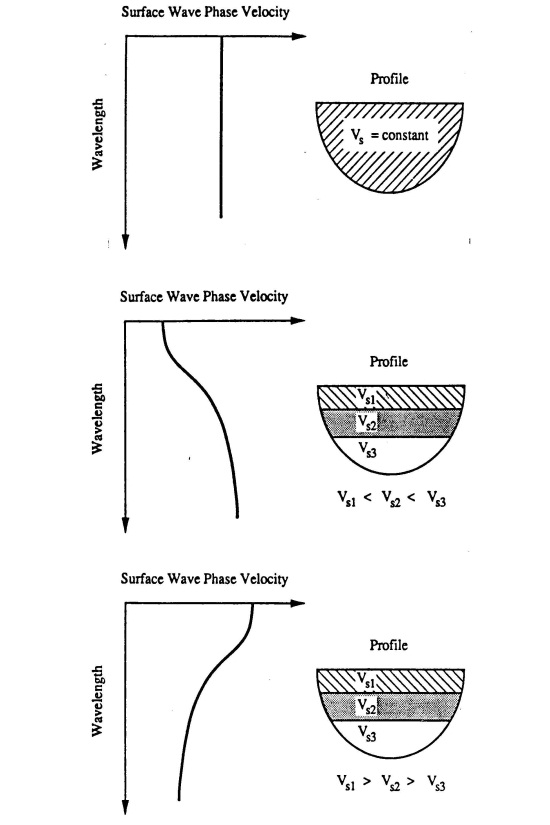 Surface Wave Phase Velocity
Wavelength
Profile
Vs = constant
Surface Wave Phase Velocity
Wavelength
Profile
Vs1
Vs2
Vs3
Vs1 < Vs2 < Vs3
Surface Wave Phase Velocity
Wavelength
Profile
Vs1
Vs2
Vs3
Vs1 > Vs2 > Vs3